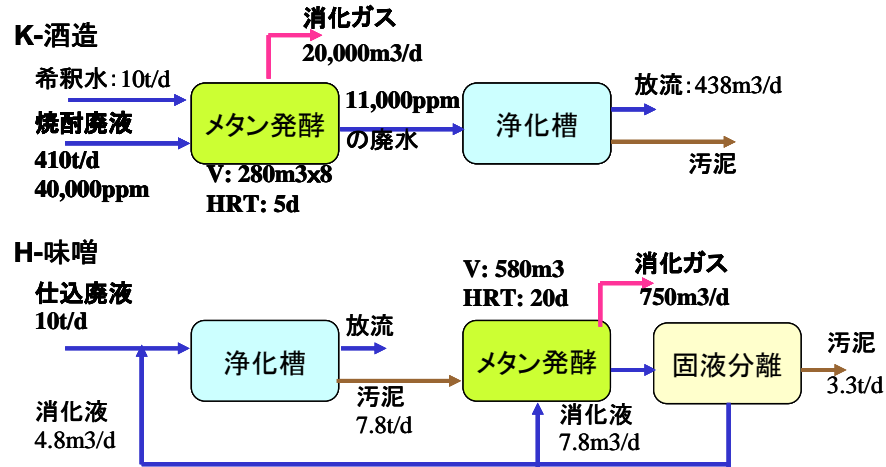 K-酒造
消化ガス
20,000m3/d
希釈水：10t/d
焼酎廃液
410t/d
40,000ppm
メタン発酵
V: 280m3x8
HRT: 5d
11,000ppm
の廃水
浄化槽
放流：438m3/d
汚泥
H-味噌
仕込廃液
10t/d
浄化槽
放流
汚泥
7.8t/d
V: 580m3
HRT: 20d
消化ガス
750m3/d
メタン発酵
固液分離
汚泥
3.3t/d
消化液
4.8m3/d
消化液
7.8m3/d